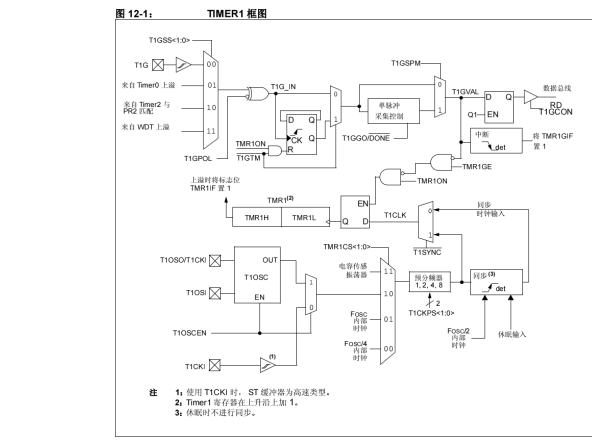 图 12-1： TIMER1 框图
T1GSS<1:0>
T1G
00
来自 Timer0 上溢
01
来自 Timer2 与
PR2 匹配
10
来自 WDT 上溢
11
T1GPOL
T1G_IN
D Q
CK Q
R
TMR1ON
T1GTM
0
1
T1GSPM
单脉冲
采集控制
T1GGO/DONE
0
1
T1GVAL
D Q
Q1 EN
数据总线
RD
T1GCON
中断
det
将 TMR1GIF
置 1
TMR1GE
TMR1ON
上溢时将标志位
TMR1IF 置 1
TMR1(2)
TMR1H TMR1L
EN
Q D
T1CLK
0
1
T1SYNC
同步
时钟输入
TMR1CS<1:0>
T1OSO/T1CKI
OUT
T1OSC
T1OSI
EN
T1OSCEN
1
0
T1CKI
(1)
电容传感
振荡器
11
10
FOSC
内部
时钟
01
FOSC/4
内部
时钟
00
预分频器
1, 2, 4, 8
2
T1CKPS<1:0>
同步(3)
det
FOSC/2
内部
时钟
休眠输入
注 1： 使用 T1CKI 时， ST 缓冲器为高速类型。
2： Timer1 寄存器在上升沿上加 1。
3： 休眠时不进行同步。